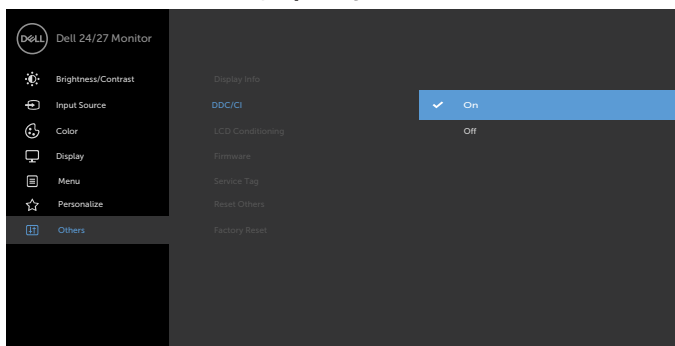 DELL Dell 24/27 Monitor
Brightness/Contrast
Input Source
Color
Display
Menu
Personalize
Others
Display Info
DDC/CI
LCD Conditioning
Firmware
Service Tag
Reset Others
Factory Reset
On
Off